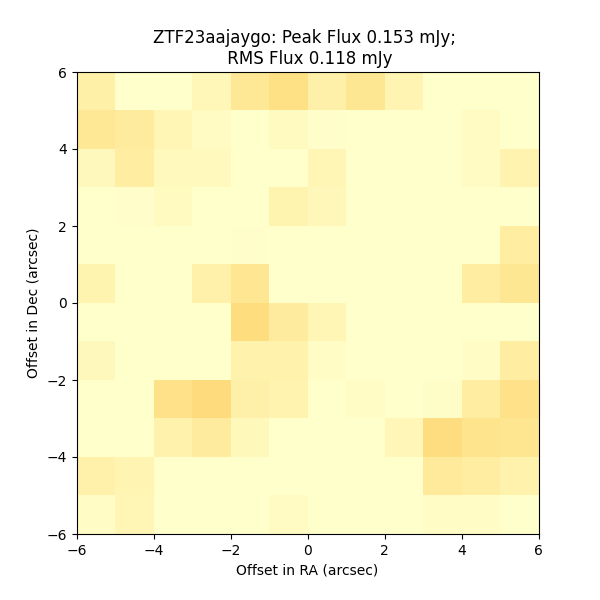 ZTF23aajaygo: Peak Flux 0.153 mJy;
RMS Flux 0.118 mJy
6
4
2
0
−2
−4
−6
Offset in Dec (arcsec)
−6 −4 −2 0 2 4 6
Offset in RA (arcsec)